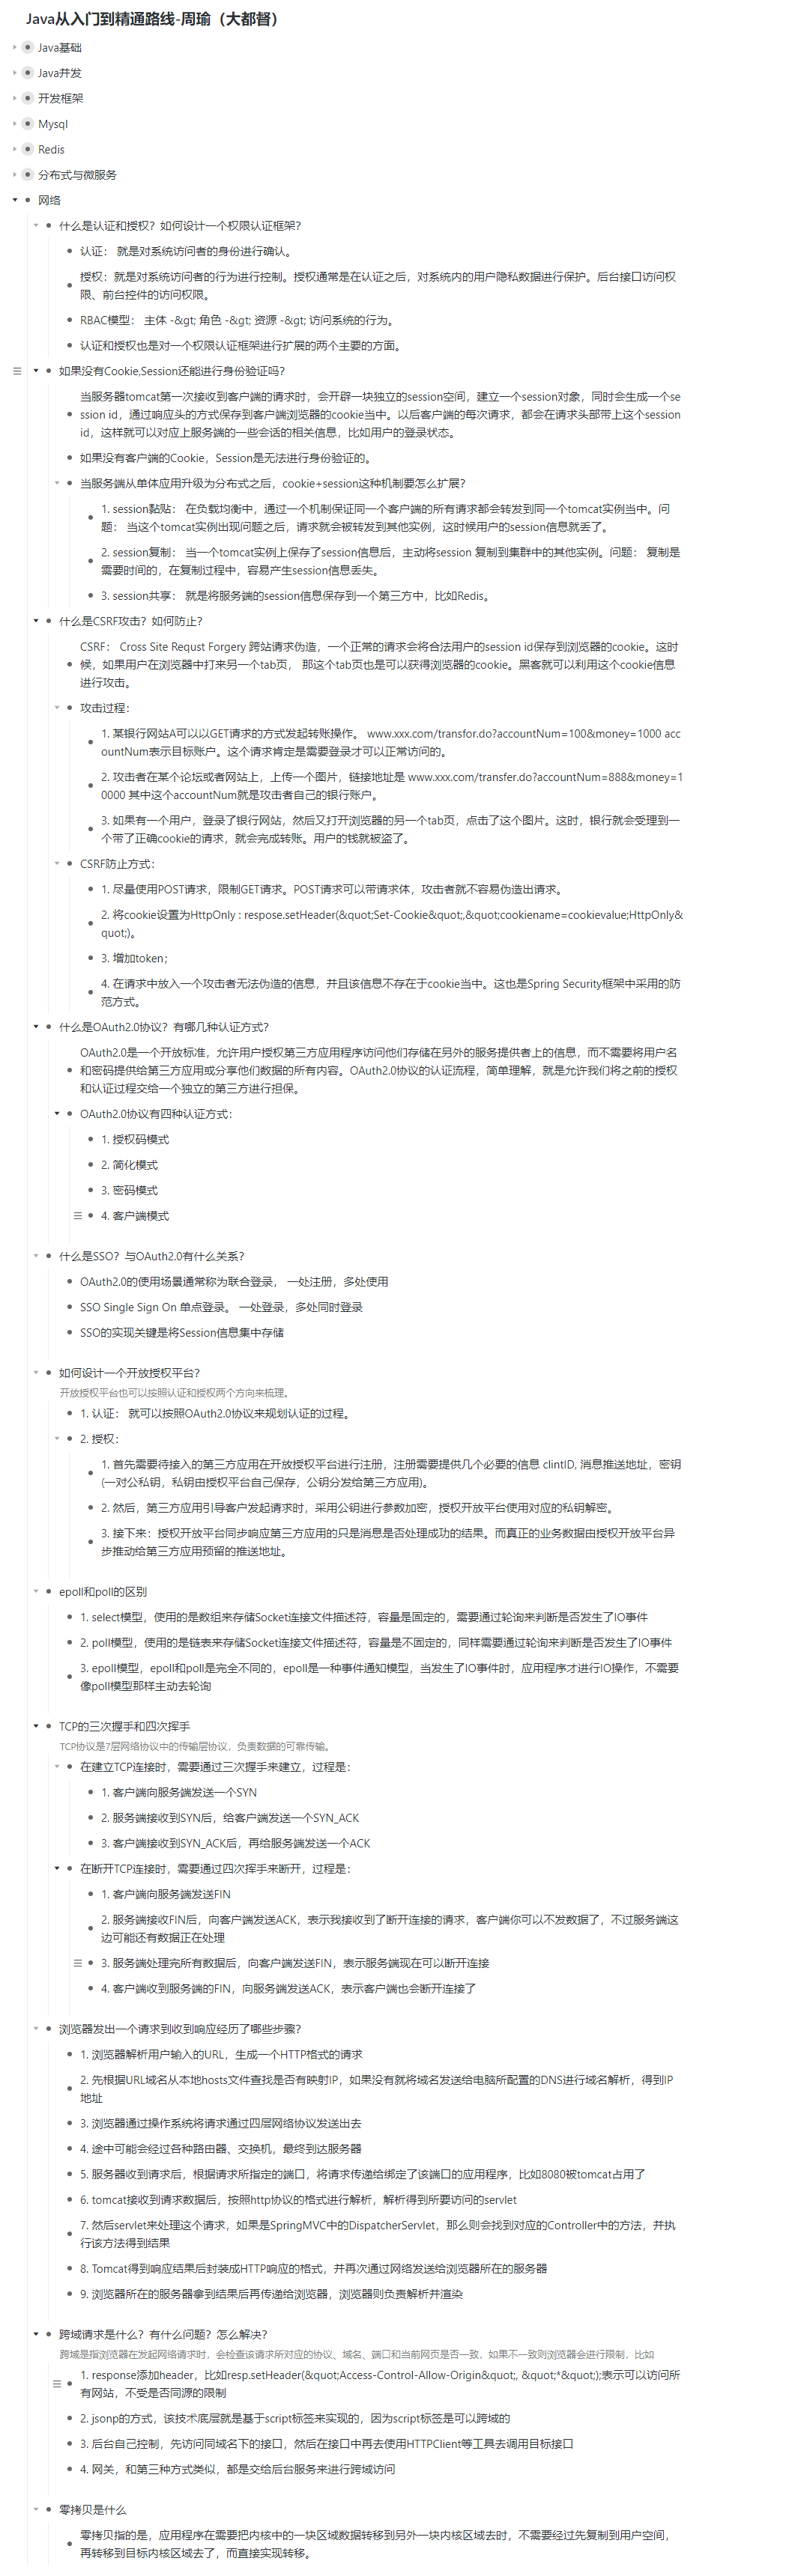 Java从入门到精通路线-周瑜（大都督）
Java基础
Java并发
开发框架
Mysql
Redis
分布式与微服务
网络
什么是认证和授权？如何设计一个权限认证框架？
认证： 就是对系统访问者的身份进行确认。
授权：就是对系统访问者的行为进行控制。授权通常是在认证之后，对系统内的用户隐私数据进行保护。后台接口访问权
限、前台控件的访问权限。
RBAC模型： 主体 -&gt; 角色 -&gt; 资源 -&gt; 访问系统的行为。
认证和授权也是对一个权限认证框架进行扩展的两个主要的方面。
如果没有Cookie,Session还能进行身份验证吗？
当服务器tomcat第一次接收到客户端的请求时，会开辟一块独立的session空间，建立一个session对象，同时会生成一个se
ssion id，通过响应头的方式保存到客户端浏览器的cookie当中。以后客户端的每次请求，都会在请求头部带上这个session
id，这样就可以对应上服务端的一些会话的相关信息，比如用户的登录状态。
如果没有客户端的Cookie，Session是无法进行身份验证的。
当服务端从单体应用升级为分布式之后，cookie+session这种机制要怎么扩展？
1. session黏贴： 在负载均衡中，通过一个机制保证同一个客户端的所有请求都会转发到同一个tomcat实例当中。问
题： 当这个tomcat实例出现问题之后，请求就会被转发到其他实例，这时候用户的session信息就丢了。
2. session复制： 当一个tomcat实例上保存了session信息后，主动将session 复制到集群中的其他实例。问题： 复制是
需要时间的，在复制过程中，容易产生session信息丢失。
3. session共享： 就是将服务端的session信息保存到一个第三方中，比如Redis。
什么是CSRF攻击？如何防止？
CSRF： Cross Site Requst Forgery 跨站请求伪造，一个正常的请求会将合法用户的session id保存到浏览器的cookie。这时
候，如果用户在浏览器中打来另一个tab页， 那这个tab页也是可以获得浏览器的cookie。黑客就可以利用这个cookie信息
进行攻击。
攻击过程：
1. 某银行网站A可以以GET请求的方式发起转账操作。 www.xxx.com/transfor.do?accountNum=100&money=1000 acc
ountNum表示目标账户。这个请求肯定是需要登录才可以正常访问的。
2. 攻击者在某个论坛或者网站上，上传一个图片，链接地址是 www.xxx.com/transfer.do?accountNum=888&money=1
0000 其中这个accountNum就是攻击者自己的银行账户。
3. 如果有一个用户，登录了银行网站，然后又打开浏览器的另一个tab页，点击了这个图片。这时，银行就会受理到一
个带了正确cookie的请求，就会完成转账。用户的钱就被盗了。
CSRF防止方式：
1. 尽量使用POST请求，限制GET请求。POST请求可以带请求体，攻击者就不容易伪造出请求。
2. 将cookie设置为HttpOnly : respose.setHeader(&quot;Set-Cookie&quot;,&quot;cookiename=cookievalue;HttpOnly&
quot;)。
3. 增加token；
4. 在请求中放入一个攻击者无法伪造的信息，并且该信息不存在于cookie当中。这也是Spring Security框架中采用的防
范方式。
什么是OAuth2.0协议？有哪几种认证方式？
OAuth2.0是一个开放标准，允许用户授权第三方应用程序访问他们存储在另外的服务提供者上的信息，而不需要将用户名
和密码提供给第三方应用或分享他们数据的所有内容。OAuth2.0协议的认证流程，简单理解，就是允许我们将之前的授权
和认证过程交给一个独立的第三方进行担保。
OAuth2.0协议有四种认证方式：
1. 授权码模式
2. 简化模式
3. 密码模式
4. 客户端模式
什么是SSO？与OAuth2.0有什么关系？
OAuth2.0的使用场景通常称为联合登录， 一处注册，多处使用
SSO Single Sign On 单点登录。 一处登录，多处同时登录
SSO的实现关键是将Session信息集中存储
如何设计一个开放授权平台？
开放授权平台也可以按照认证和授权两个方向来梳理。
1. 认证： 就可以按照OAuth2.0协议来规划认证的过程。
2. 授权：
1. 首先需要待接入的第三方应用在开放授权平台进行注册，注册需要提供几个必要的信息 clintID, 消息推送地址，密钥
(一对公私钥，私钥由授权平台自己保存，公钥分发给第三方应用)。
2. 然后，第三方应用引导客户发起请求时，采用公钥进行参数加密，授权开放平台使用对应的私钥解密。
3. 接下来：授权开放平台同步响应第三方应用的只是消息是否处理成功的结果。而真正的业务数据由授权开放平台异
步推动给第三方应用预留的推送地址。
epoll和poll的区别
1. select模型，使用的是数组来存储Socket连接文件描述符，容量是固定的，需要通过轮询来判断是否发生了IO事件
2. poll模型，使用的是链表来存储Socket连接文件描述符，容量是不固定的，同样需要通过轮询来判断是否发生了IO事件
3. epoll模型，epoll和poll是完全不同的，epoll是一种事件通知模型，当发生了IO事件时，应用程序才进行IO操作，不需要
像poll模型那样主动去轮询
TCP的三次握手和四次挥手
TCP协议是7层网络协议中的传输层协议，负责数据的可靠传输。
在建立TCP连接时，需要通过三次握手来建立，过程是：
1. 客户端向服务端发送一个SYN
2. 服务端接收到SYN后，给客户端发送一个SYN_ACK
3. 客户端接收到SYN_ACK后，再给服务端发送一个ACK
在断开TCP连接时，需要通过四次挥手来断开，过程是：
1. 客户端向服务端发送FIN
2. 服务端接收FIN后，向客户端发送ACK，表示我接收到了断开连接的请求，客户端你可以不发数据了，不过服务端这
边可能还有数据正在处理
3. 服务端处理完所有数据后，向客户端发送FIN，表示服务端现在可以断开连接
4. 客户端收到服务端的FIN，向服务端发送ACK，表示客户端也会断开连接了
浏览器发出一个请求到收到响应经历了哪些步骤？
1. 浏览器解析用户输入的URL，生成一个HTTP格式的请求
2. 先根据URL域名从本地hosts文件查找是否有映射IP，如果没有就将域名发送给电脑所配置的DNS进行域名解析，得到IP
地址
3. 浏览器通过操作系统将请求通过四层网络协议发送出去
4. 途中可能会经过各种路由器、交换机，最终到达服务器
5. 服务器收到请求后，根据请求所指定的端口，将请求传递给绑定了该端口的应用程序，比如8080被tomcat占用了
6. tomcat接收到请求数据后，按照http协议的格式进行解析，解析得到所要访问的servlet
7. 然后servlet来处理这个请求，如果是SpringMVC中的DispatcherServlet，那么则会找到对应的Controller中的方法，并执
行该方法得到结果
8. Tomcat得到响应结果后封装成HTTP响应的格式，并再次通过网络发送给浏览器所在的服务器
9. 浏览器所在的服务器拿到结果后再传递给浏览器，浏览器则负责解析并渲染
跨域请求是什么？有什么问题？怎么解决？
跨域是指浏览器在发起网络请求时，会检查该请求所对应的协议、域名、端口和当前网页是否一致，如果不一致则浏览器会进行限制，比如
1. response添加header，比如resp.setHeader(&quot;Access-Control-Allow-Origin&quot;, &quot;*&quot;);表示可以访问所
有网站，不受是否同源的限制
2. jsonp的方式，该技术底层就是基于script标签来实现的，因为script标签是可以跨域的
3. 后台自己控制，先访问同域名下的接口，然后在接口中再去使用HTTPClient等工具去调用目标接口
4. 网关，和第三种方式类似，都是交给后台服务来进行跨域访问
零拷贝是什么
零拷贝指的是，应用程序在需要把内核中的一块区域数据转移到另外一块内核区域去时，不需要经过先复制到用户空间，
再转移到目标内核区域去了，而直接实现转移。